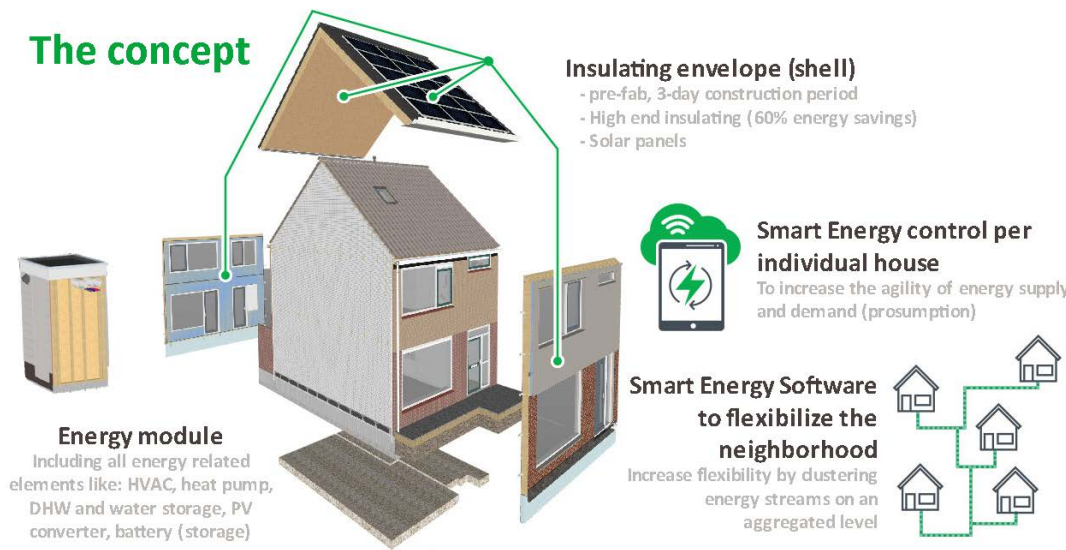 The concept
Insulating envelope (shell)
- pre-fab, 3-day construction period
- High end insulating (60% energy savings)
- Solar panels
Smart Energy control per
individual house
To increase the agility of energy supply
and demand (prosumption)
Smart Energy Software
to flexibilize the
neighborhood
Increase flexibility by clustering
energy streams on an
aggregated level
Energy module
Including all energy related
elements like: HVAC, heat pump,
DHW and water storage, PV
converter, battery (storage)